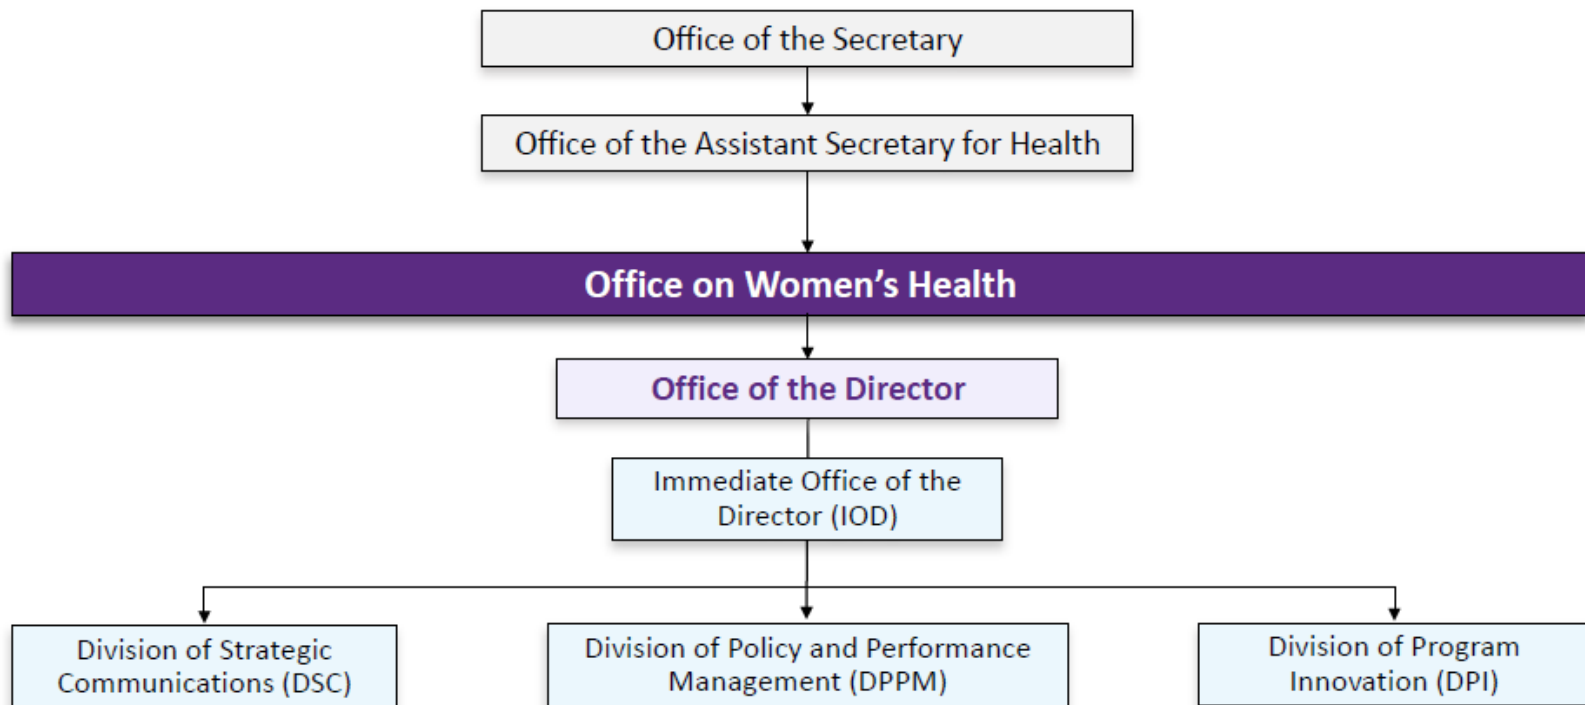 Office of the Secretary
Office of the Assistant Secretary for Health
Office on Women’s Health
Office of the Director
Immediate Office of the
Director (IOD)
Division of Strategic
Communications (DSC)
Division of Policy and Performance
Management (DPPM)
Division of Program
Innovation (DPI)